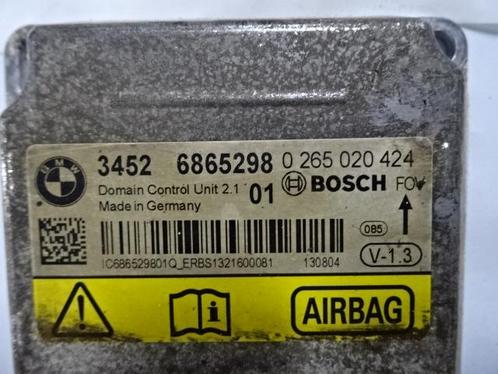 BMW
3452 6865298 0 265 020 424
Domain Control Unit 2.1 01 BOSCH FOV
Made in Germany
085
V-1.3
IC686529801Q_ERBS1321600081 130804
AIRBAG